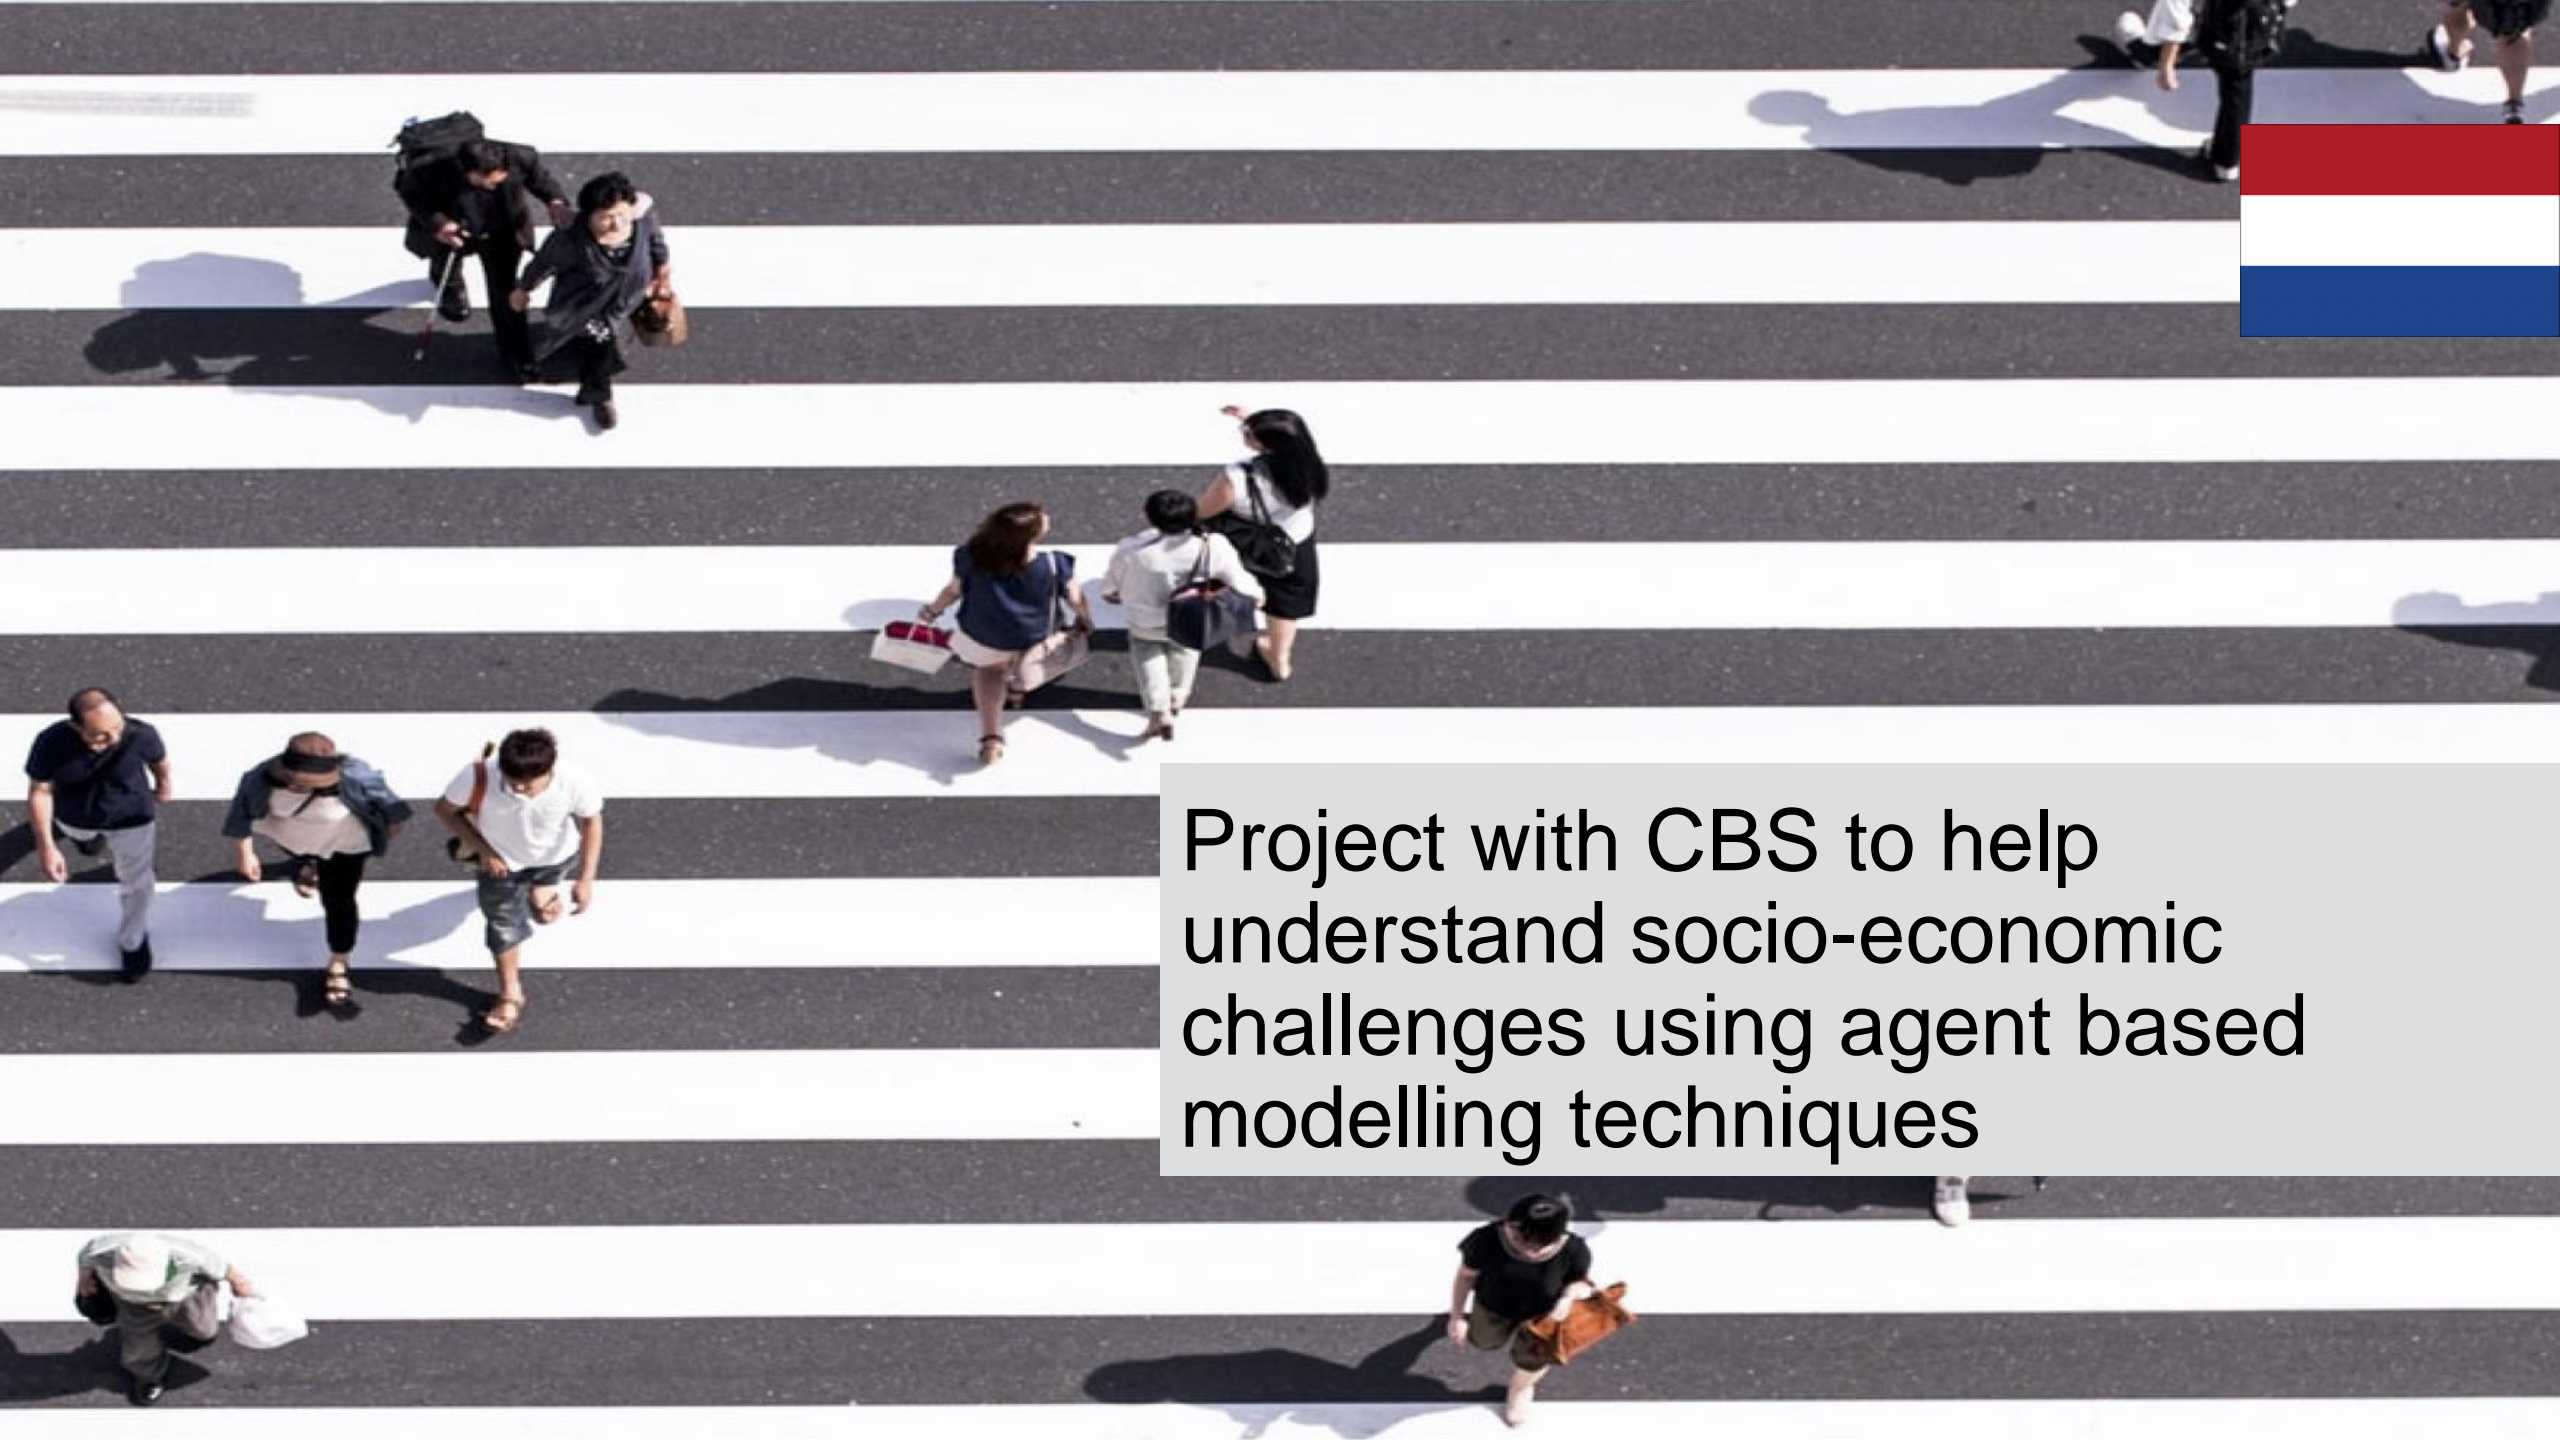 Project with CBS to help
understand socio-economic
challenges using agent based
modelling techniques